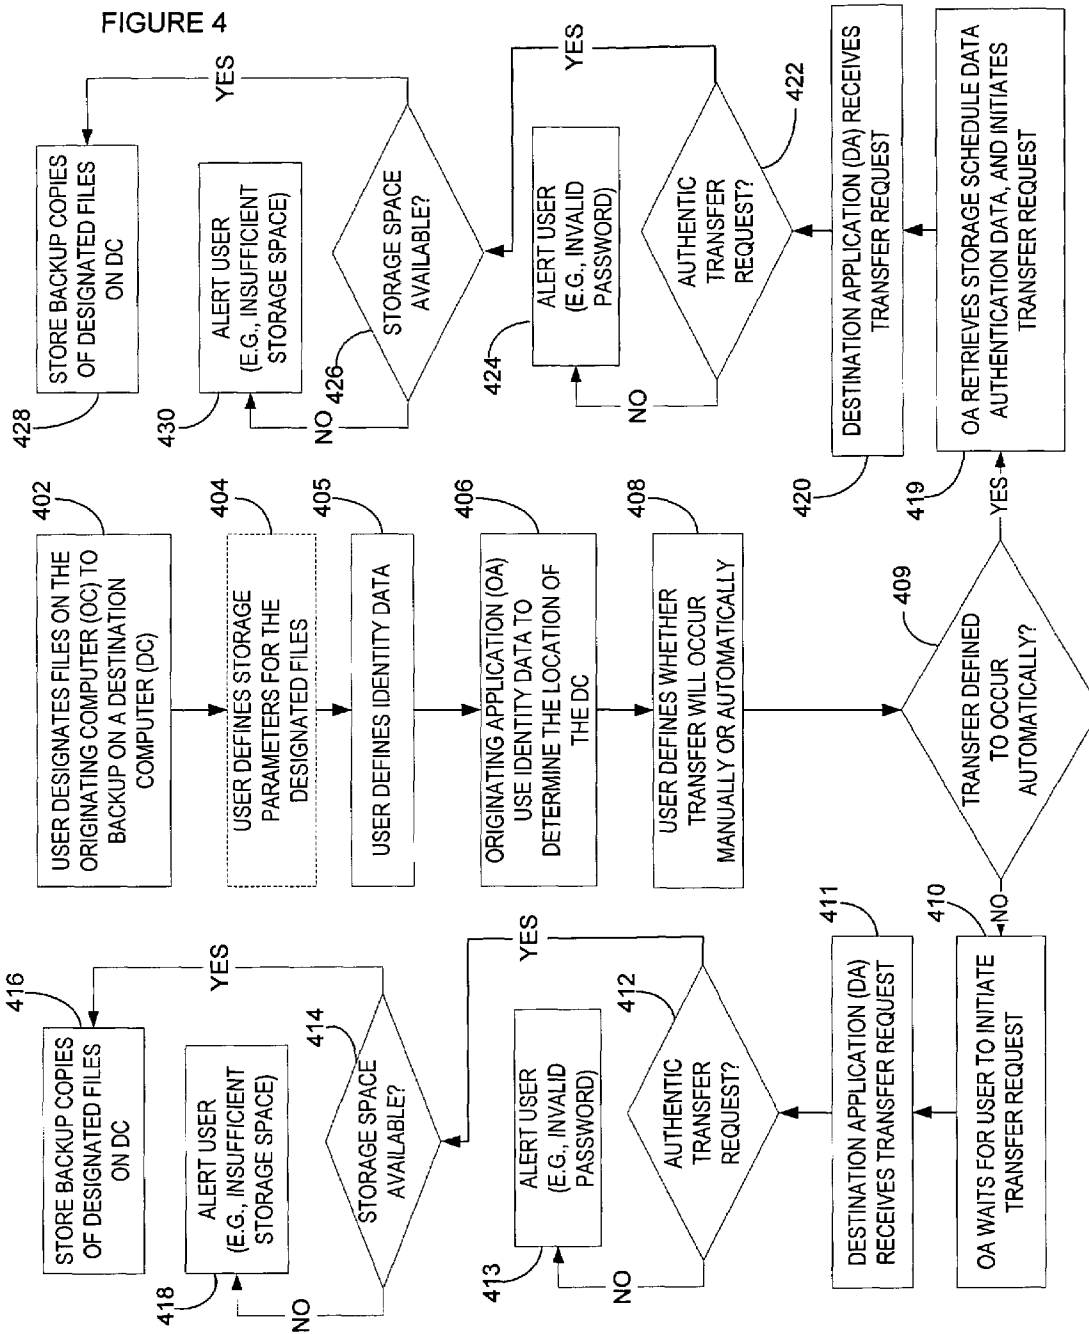 FIGURE 4
402
USER DESIGNATES FILES ON THE
ORIGINATING COMPUTER (OC) TO
BACKUP ON A DESTINATION
COMPUTER (DC)
404
USER DEFINES STORAGE
PARAMETERS FOR THE
DESIGNATED FILES
405
USER DEFINES IDENTITY DATA
406
ORIGINATING APPLICATION (OA)
USE IDENTITY DATA TO
DETERMINE THE LOCATION OF
THE DC
408
USER DEFINES WHETHER
TRANSFER WILL OCCUR
MANUALLY OR AUTOMATICALLY
409
TRANSFER DEFINED
TO OCCUR
AUTOMATICALLY?
NO
YES
410
OA WAITS FOR USER TO INITIATE
TRANSFER REQUEST
411
DESTINATION APPLICATION (DA)
RECEIVES TRANSFER REQUEST
412
AUTHENTIC
TRANSFER
REQUEST?
NO
YES
413
ALERT USER
(E.G., INVALID
PASSWORD)
414
STORAGE SPACE
AVAILABLE?
NO
YES
418
ALERT USER
(E.G., INSUFFICIENT
STORAGE SPACE)
416
STORE BACKUP COPIES
OF DESIGNATED FILES
ON DC
419
OA RETRIEVES STORAGE SCHEDULE DATA
AUTHENTICATION DATA, AND INITIATES
TRANSFER REQUEST
420
DESTINATION APPLICATION (DA) RECEIVES
TRANSFER REQUEST
422
AUTHENTIC
TRANSFER
REQUEST?
NO
YES
424
ALERT USER
(E.G., INVALID
PASSWORD)
426
STORAGE SPACE
AVAILABLE?
NO
YES
430
ALERT USER
(E.G., INSUFFICIENT
STORAGE SPACE)
428
STORE BACKUP COPIES
OF DESIGNATED FILES
ON DC